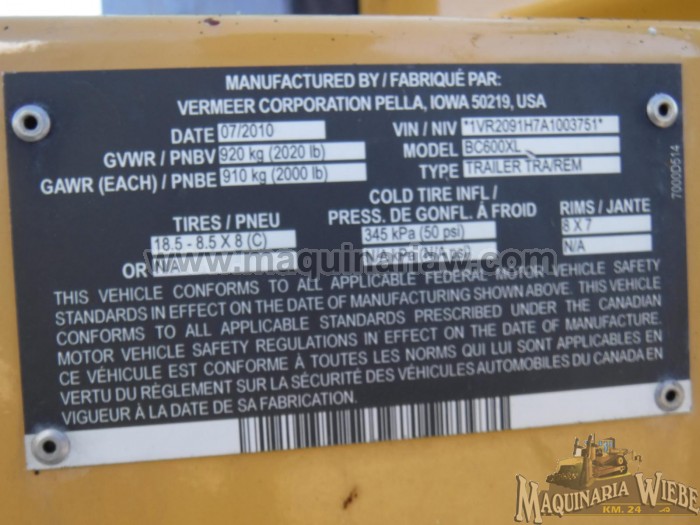 MANUFACTURED BY / FABRIQUÉ PAR:
VERMEER CORPORATION PELLA, IOWA 50219, USA
DATE 07/2010 VIN / NIV *1VR2091H7A1003751*
GVWR / PNBV 920 kg (2020 lb) MODEL BC600XL
GAWR (EACH) / PNBE 910 kg (2000 lb) TYPE TRAILER TRA/REM
COLD TIRE INFL /
TIRES / PNEU PRESS. DE GONFL. À FROID RIMS / JANTE
18.5 - 8.5 X 8 (C) 345 kPa (50 psi) 8 X 7
OR N/A N/A kPa (N/A psi) N/A
THIS VEHICLE CONFORMS TO ALL APPLICABLE FEDERAL MOTOR VEHICLE SAFETY
STANDARDS IN EFFECT ON THE DATE OF MANUFACTURING SHOWN ABOVE. THIS VEHICLE
CONFORMS TO ALL APPLICABLE STANDARDS PRESCRIBED UNDER THE CANADIAN
MOTOR VEHICLE SAFETY REGULATIONS IN EFFECT ON THE DATE OF MANUFACTURE.
CE VÉHICULE EST CONFORME À TOUTES LES NORMES QUI LUI SONT APPLICABLES EN
VERTU DU RÈGLEMENT SUR LA SÉCURITÉ DES VÉHICULES AUTOMOBILES DU CANADA EN
VIGUEUR À LA DATE DE SA FABRICATION.
7000D514
www.maquinariaw.com
MAQUINARIA WIEBE
KM. 24